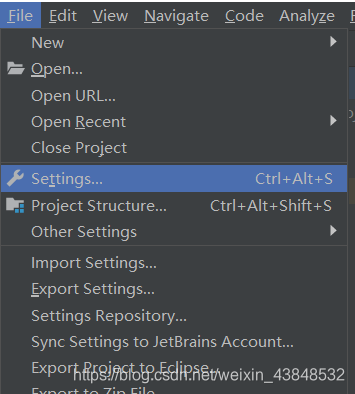 File Edit View Navigate Code Analyze
New
Open...
Open URL...
Open Recent
Close Project
Settings... Ctrl+Alt+S
Project Structure... Ctrl+Alt+Shift+S
Other Settings
Import Settings...
Export Settings...
Settings Repository...
Sync Settings to JetBrains Account...
Export Project to Eclipse...
https://blog.csdn.net/weixin_43848532
Export to Zip File